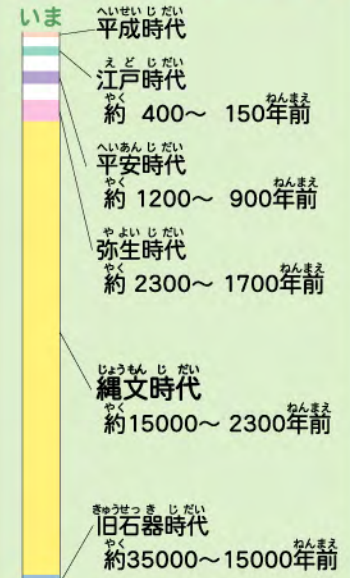 いま
へいせいじだい
平成時代
えどじだい
江戸時代
やく ねんまえ
約 400〜 150年前
へいあんじだい
平安時代
やく ねんまえ
約 1200〜 900年前
やよいじだい
弥生時代
やく ねんまえ
約 2300〜 1700年前
じょうもん じ だい
縄文時代
やく ねんまえ
約15000〜 2300年前
きゅうせっき じだい
旧石器時代
やく ねんまえ
約35000〜15000年前